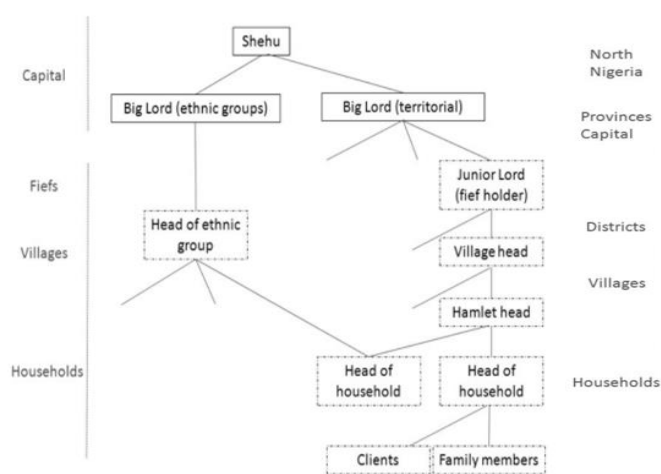 Shehu
North
Nigeria
Capital
Big Lord (ethnic groups)
Big Lord (territorial)
Provinces
Capital
Fiefs
Junior Lord
(fief holder)
Head of ethnic
group
Districts
Villages
Village head
Villages
Hamlet head
Households
Head of
household
Head of
household
Households
Clients
Family members